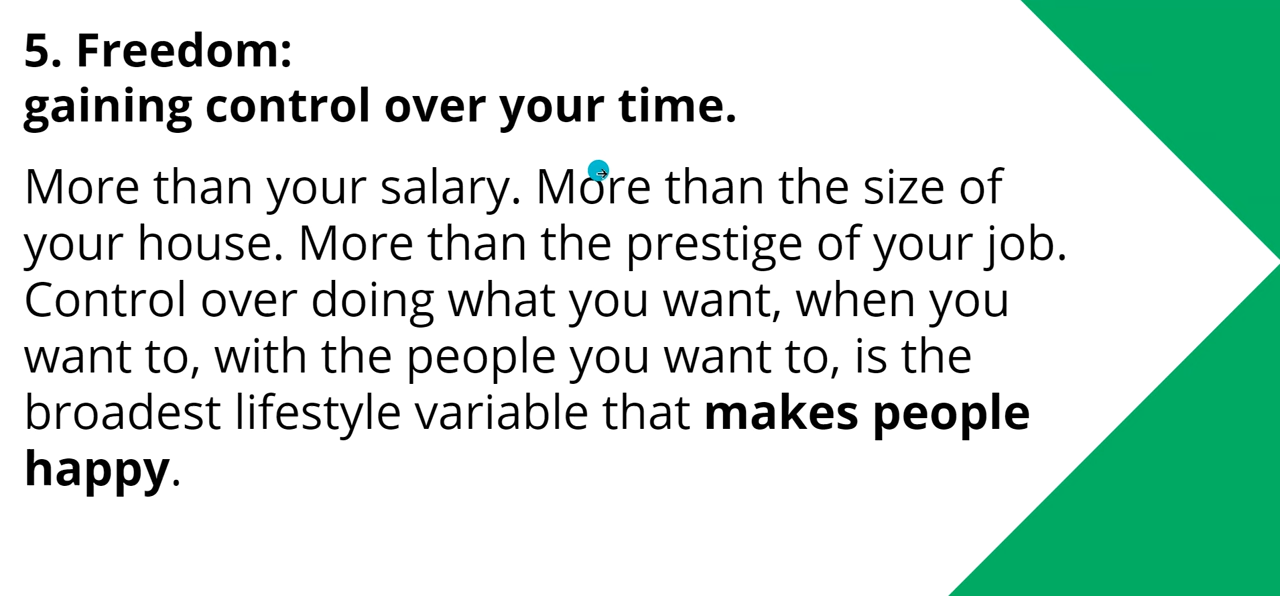 5. Freedom:
gaining control over your time.
More than your salary. More than the size of
your house. More than the prestige of your job.
Control over doing what you want, when you
want to, with the people you want to, is the
broadest lifestyle variable that makes people
happy.